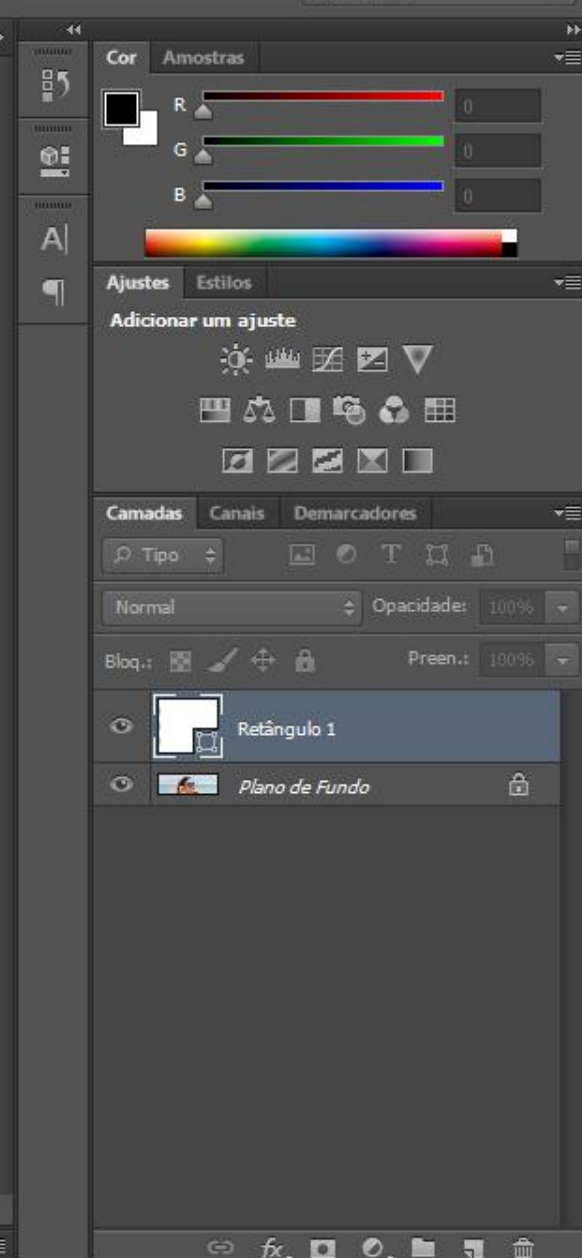 Cor Amostras
R 0
G 0
B 0
A
Ajustes Estilos
Adicionar um ajuste
Camadas Canais Demarcadores
Tipo T
Normal Opacidade: 100%
Bloq.: Preen.: 100%
Retângulo 1
Plano de Fundo
fx.